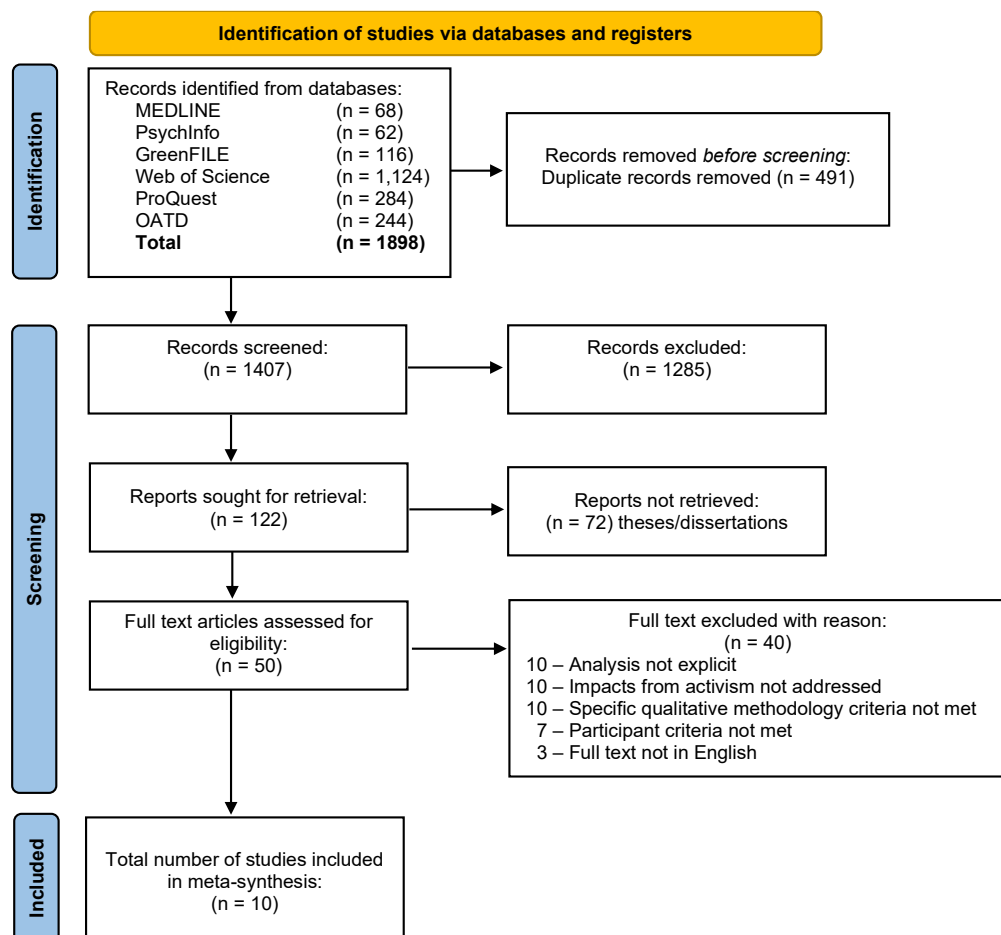 Identification of studies via databases and registers
Identification
Records identified from databases:
MEDLINE (n = 68)
PsychInfo (n = 62)
GreenFILE (n = 116)
Web of Science (n = 1,124)
ProQuest (n = 284)
OATD (n = 244)
Total (n = 1898)
Records removed before screening:
Duplicate records removed (n = 491)
Screening
Records screened:
(n = 1407)
Records excluded:
(n = 1285)
Reports sought for retrieval:
(n = 122)
Reports not retrieved:
(n = 72) theses/dissertations
Full text articles assessed for
eligibility:
(n = 50)
Full text excluded with reason:
(n = 40)
10 – Analysis not explicit
10 – Impacts from activism not addressed
10 – Specific qualitative methodology criteria not met
7 – Participant criteria not met
3 – Full text not in English
Included
Total number of studies included
in meta-synthesis:
(n = 10)